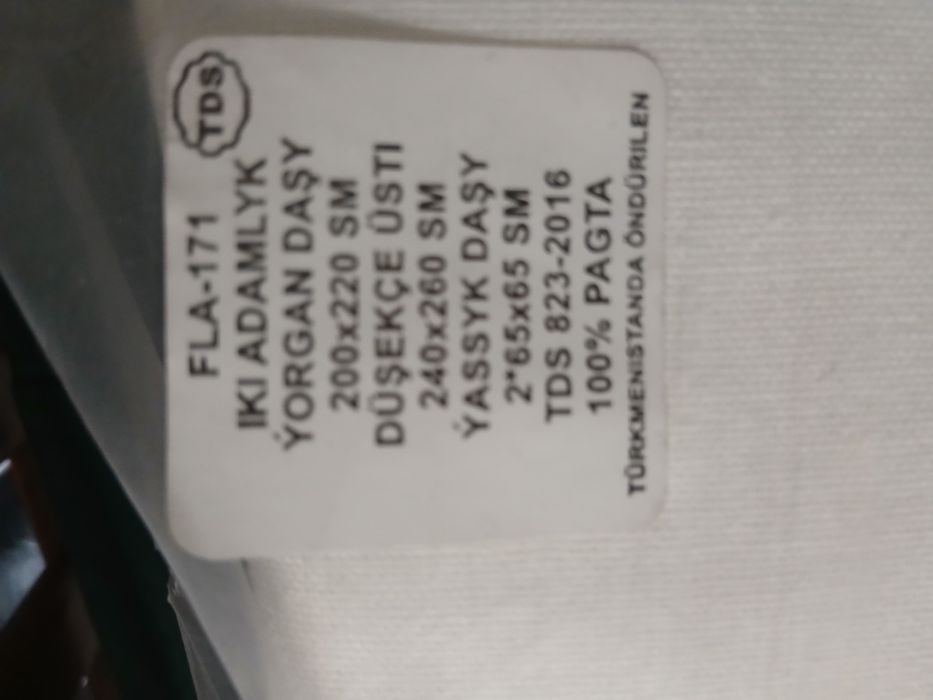 TDS
FLA-171
IKI ADAMLYK
ÝORGAN DAŞY
200x220 SM
DÜŞEKÇE ÜSTI
240x260 SM
ÝASSYK DAŞY
2*65x65 SM
TDS 823-2016
100% PAGTA
TÜRKMENISTANDA ÖNDÜRILEN